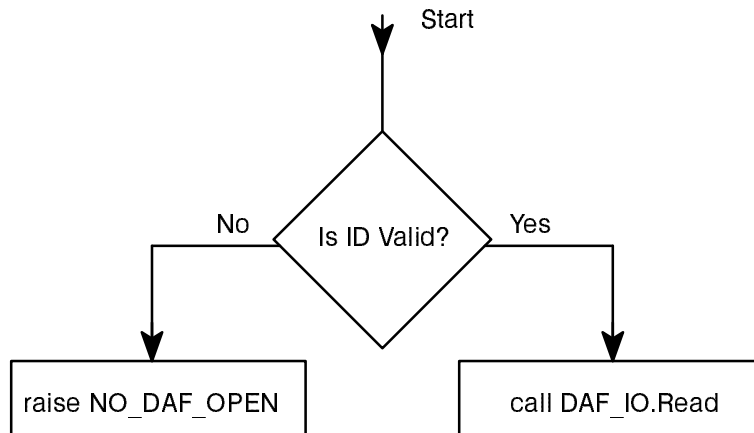 Start
Is ID Valid?
No
Yes
raise NO_DAF_OPEN
call DAF_IO.Read